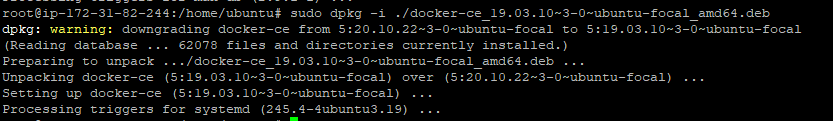 root@ip-172-31-82-244:/home/ubuntu# sudo dpkg -i ./docker-ce_19.03.10~3-0~ubuntu-focal_amd64.deb
dpkg: warning: downgrading docker-ce from 5:20.10.22~3-0~ubuntu-focal to 5:19.03.10~3-0~ubuntu-focal
(Reading database ... 62078 files and directories currently installed.)
Preparing to unpack .../docker-ce_19.03.10~3-0~ubuntu-focal_amd64.deb ...
Unpacking docker-ce (5:19.03.10~3-0~ubuntu-focal) over (5:20.10.22~3-0~ubuntu-focal) ...
Setting up docker-ce (5:19.03.10~3-0~ubuntu-focal) ...
Processing triggers for systemd (245.4-4ubuntu3.19) ...